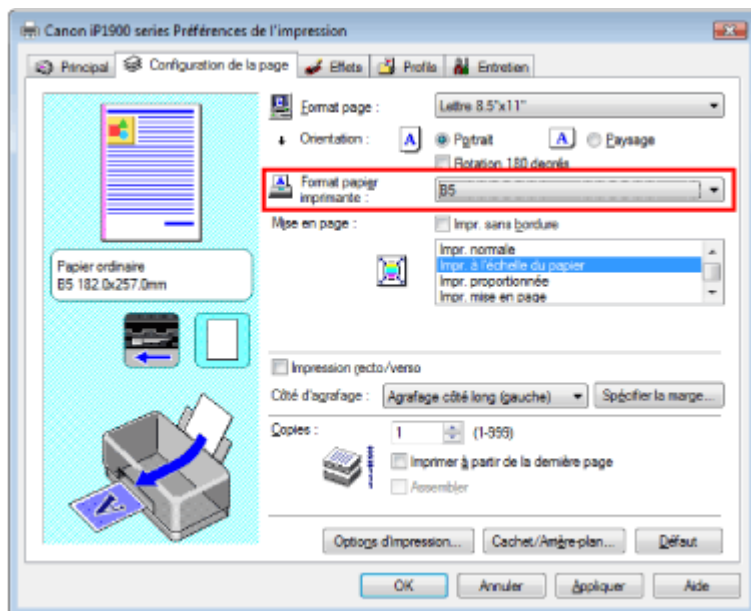 Canon iP1900 series Préférences de l'impression
Principal Configuration de la page Effets Profils Entretien
Format page : Lettre 8.5"x11"
Orientation : A Portrait A Paysage
Rotation 180 degrés
Format papier
imprimante : B5
Mise en page : Impr. sans bordure
Impr. normale
Impr. à l'échelle du papier
Impr. proportionnée
Impr. mise en page
Papier ordinaire
B5 182.0x257.0mm
Impression recto/verso
Côté d'agrafage : Agrafage côté long (gauche) Spécifier la marge...
Copies : 1 (1-999)
Imprimer à partir de la dernière page
Assembler
Options d'impression... Cachet/Arrière-plan... Défaut
OK Annuler Appliquer Aide